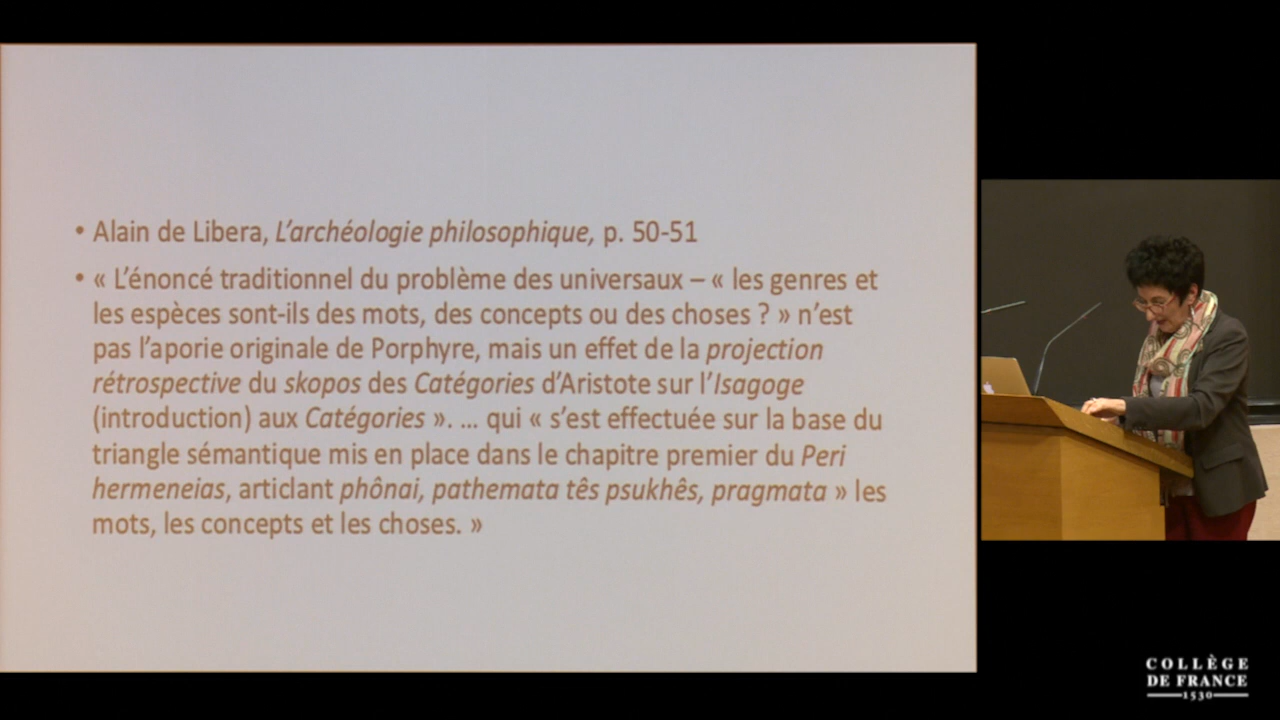 • Alain de Libera, L’archéologie philosophique, p. 50-51
• « L’énoncé traditionnel du problème des universaux – « les genres et
les espèces sont-ils des mots, des concepts ou des choses ? » n’est
pas l’aporie originale de Porphyre, mais un effet de la projection
rétrospective du skopos des Catégories d’Aristote sur l’Isagoge
(introduction) aux Catégories ». ... qui « s’est effectuée sur la base du
triangle sémantique mis en place dans le chapitre premier du Peri
hermeneias, articlant phônai, pathemata tês psukhês, pragmata » les
mots, les concepts et les choses. »
COLLÈGE
DE FRANCE
1530